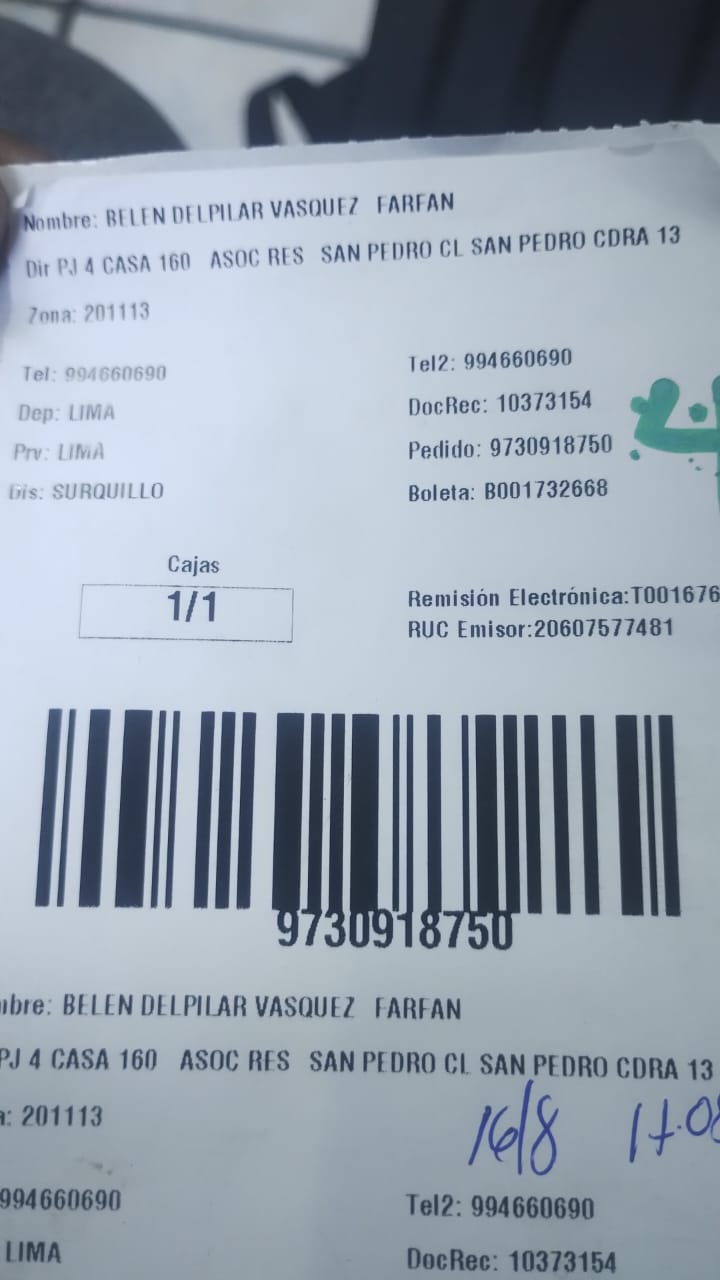 Nombre: BELEN DELPILAR VASQUEZ FARFAN
Dir PJ 4 CASA 160 ASOC RES SAN PEDRO CL SAN PEDRO CDRA 13
Zona: 201113
Tel: 994660690 Tel2: 994660690
Dep: LIMA DocRec: 10373154
Prv: LIMA Pedido: 9730918750
Dis: SURQUILLO Boleta: B001732668
Cajas
1/1
Remisión Electrónica:T001676
RUC Emisor:20607577481
9730918750
mbre: BELEN DELPILAR VASQUEZ FARFAN
PJ 4 CASA 160 ASOC RES SAN PEDRO CL SAN PEDRO CDRA 13
a: 201113
16/8 17.08
994660690 Tel2: 994660690
LIMA DocRec: 10373154